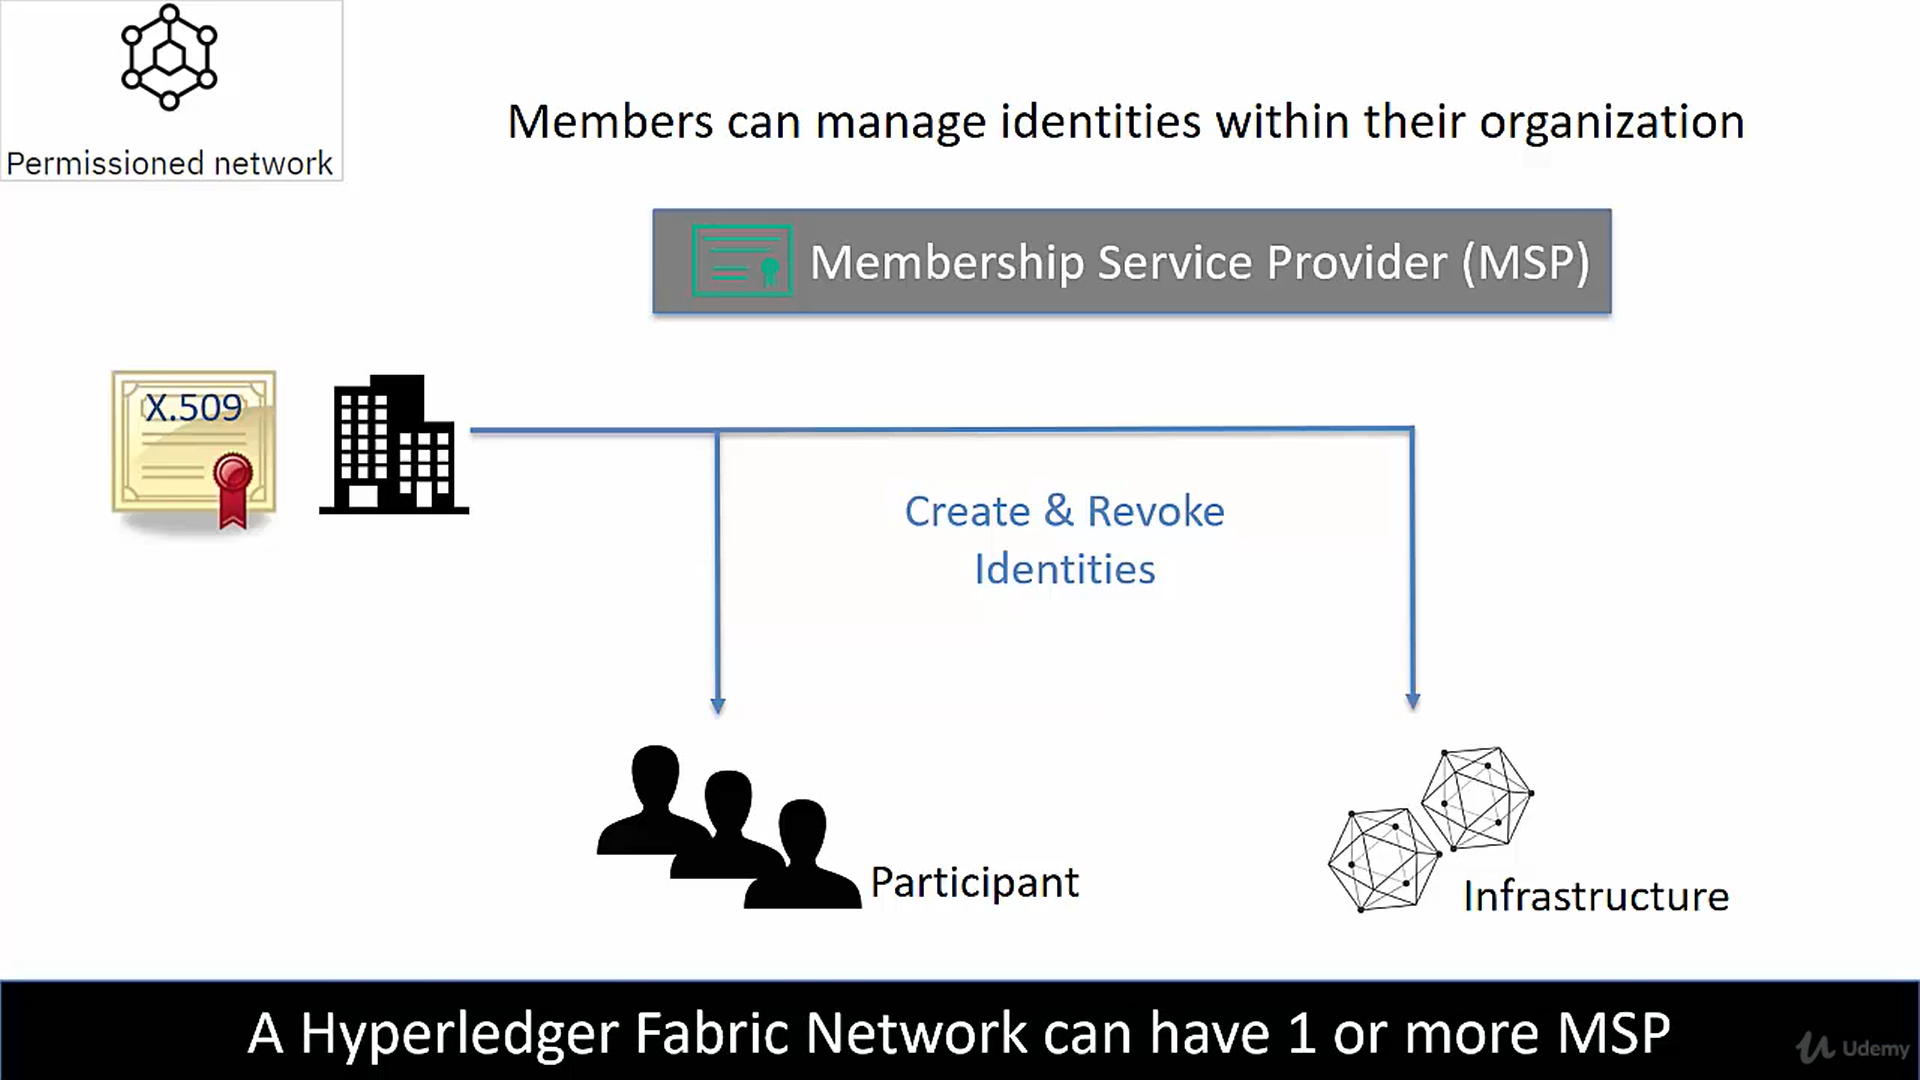 Permissioned network
Members can manage identities within their organization
Membership Service Provider (MSP)
X.509
Create & Revoke
Identities
Participant
Infrastructure
A Hyperledger Fabric Network can have 1 or more MSP
Udemy